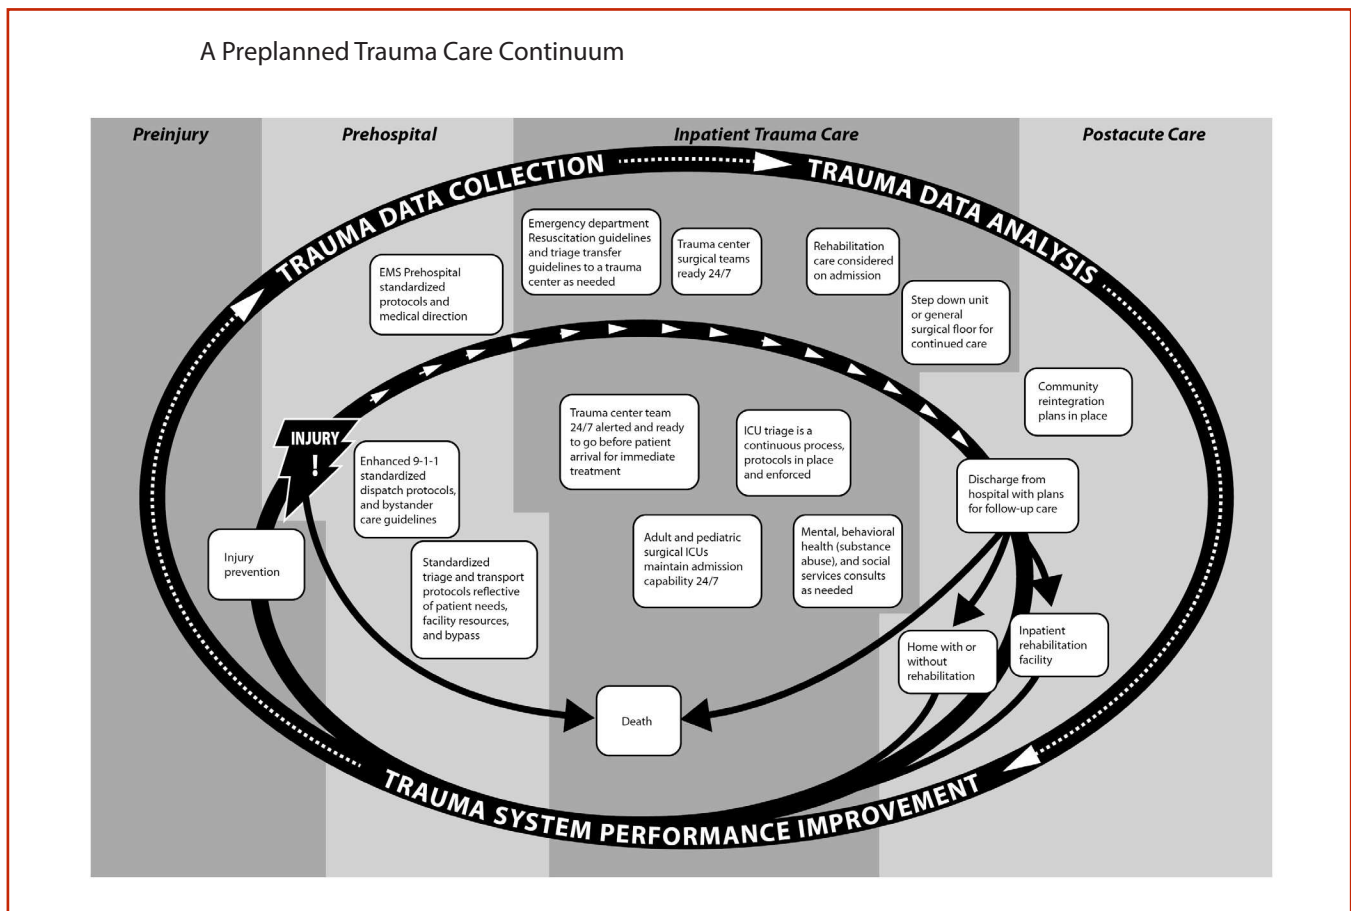 A Preplanned Trauma Care Continuum
Preinjury
Prehospital
Inpatient Trauma Care
Postacute Care
TRAUMA DATA COLLECTION
TRAUMA DATA ANALYSIS
Emergency department
Resuscitation guidelines
and triage transfer
guidelines to a trauma
center as needed
Trauma center
surgical teams
ready 24/7
Rehabilitation
care considered
on admission
EMS Prehospital
standardized
protocols and
medical direction
Step down unit
or general
surgical floor for
continued care
Community
reintegration
plans in place
INJURY
!
Trauma center team
24/7 alerted and ready
to go before patient
arrival for immediate
treatment
ICU triage is a
continuous process,
protocols in place
and enforced
Enhanced 9-1-1
standardized
dispatch protocols,
and bystander
care guidelines
Discharge from
hospital with plans
for follow-up care
Injury
prevention
Standardized
triage and transport
protocols reflective
of patient needs,
facility resources,
and bypass
Adult and pediatric
surgical ICUs
maintain admission
capability 24/7
Mental, behavioral
health (substance
abuse), and social
services consults
as needed
Home with or
without
rehabilitation
Inpatient
rehabilitation
facility
Death
TRAUMA SYSTEM PERFORMANCE IMPROVEMENT